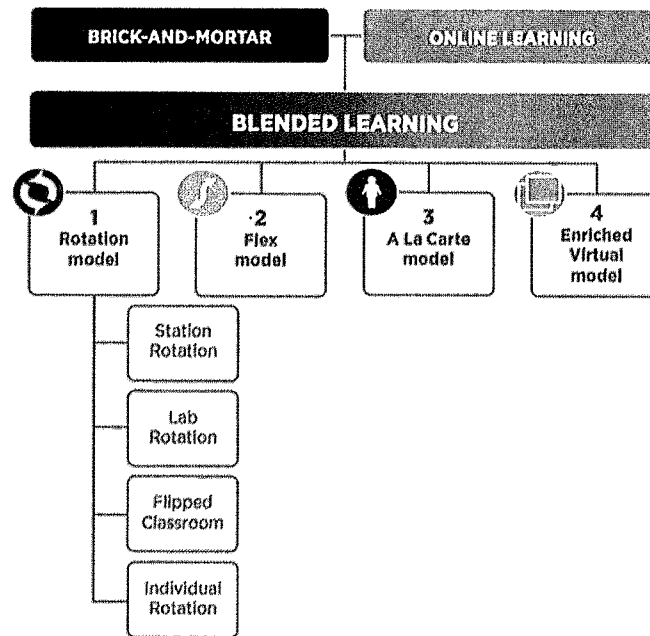 BRICK-AND-MORTAR
ONLINE LEARNING
BLENDED LEARNING
1
Rotation
model
·2
Flex
model
3
A La Carte
model
4
Enriched
Virtual
model
Station
Rotation
Lab
Rotation
Flipped
Classroom
Individual
Rotation